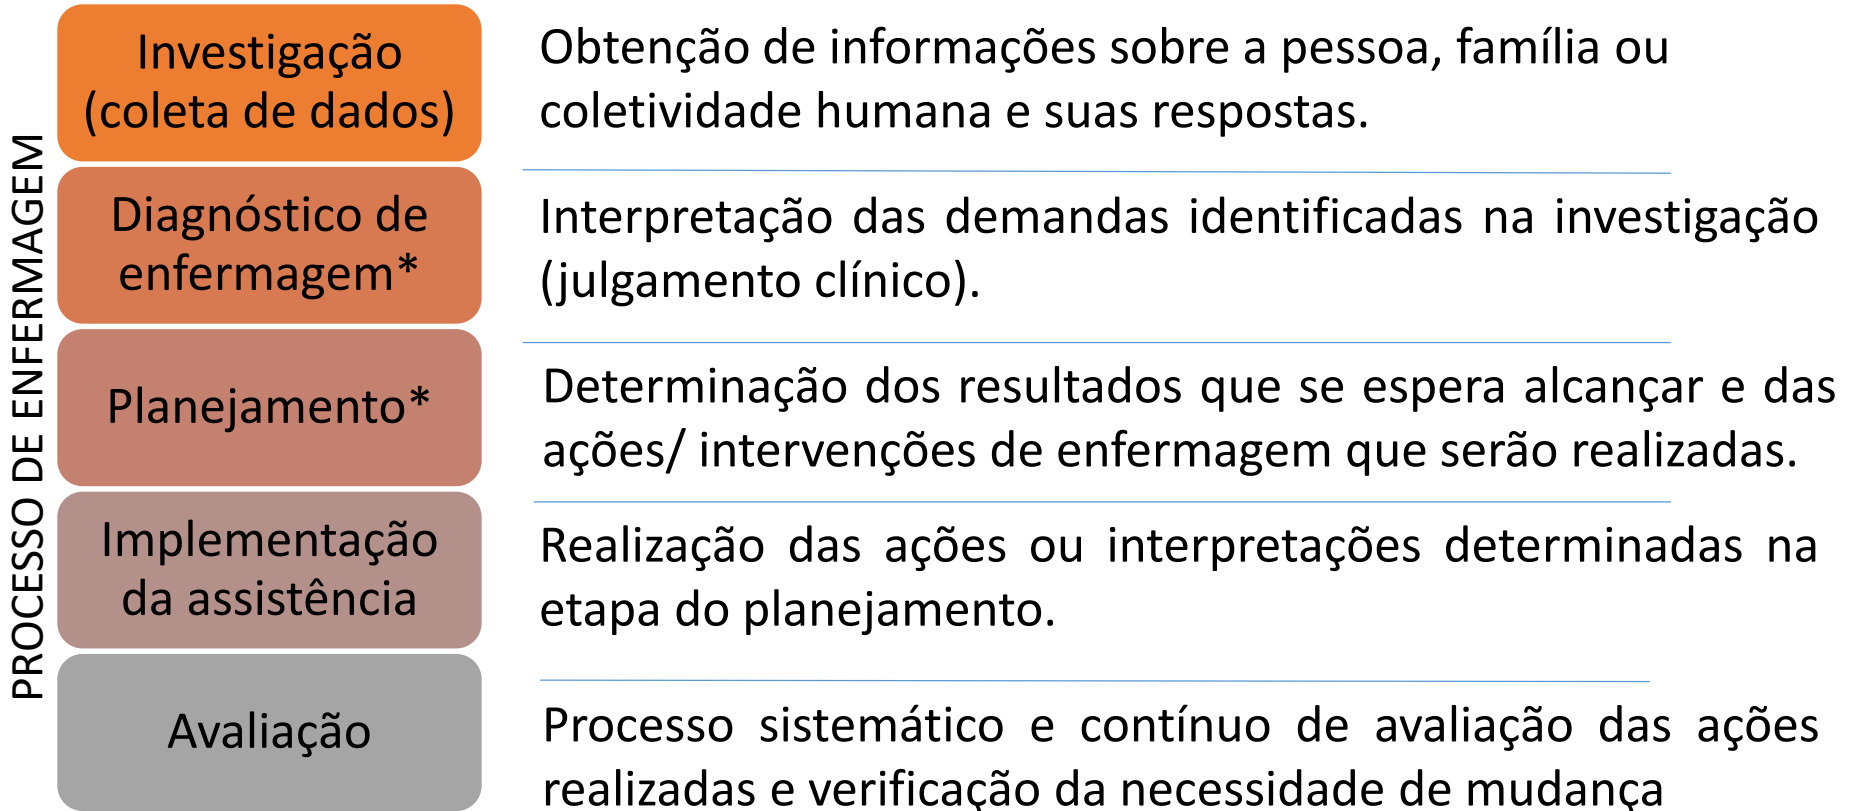 PROCESSO DE ENFERMAGEM
Investigação
(coleta de dados)
Obtenção de informações sobre a pessoa, família ou
coletividade humana e suas respostas.
Diagnóstico de
enfermagem*
Interpretação das demandas identificadas na investigação
(julgamento clínico).
Planejamento*
Determinação dos resultados que se espera alcançar e das
ações/ intervenções de enfermagem que serão realizadas.
Implementação
da assistência
Realização das ações ou interpretações determinadas na
etapa do planejamento.
Avaliação
Processo sistemático e contínuo de avaliação das ações
realizadas e verificação da necessidade de mudança